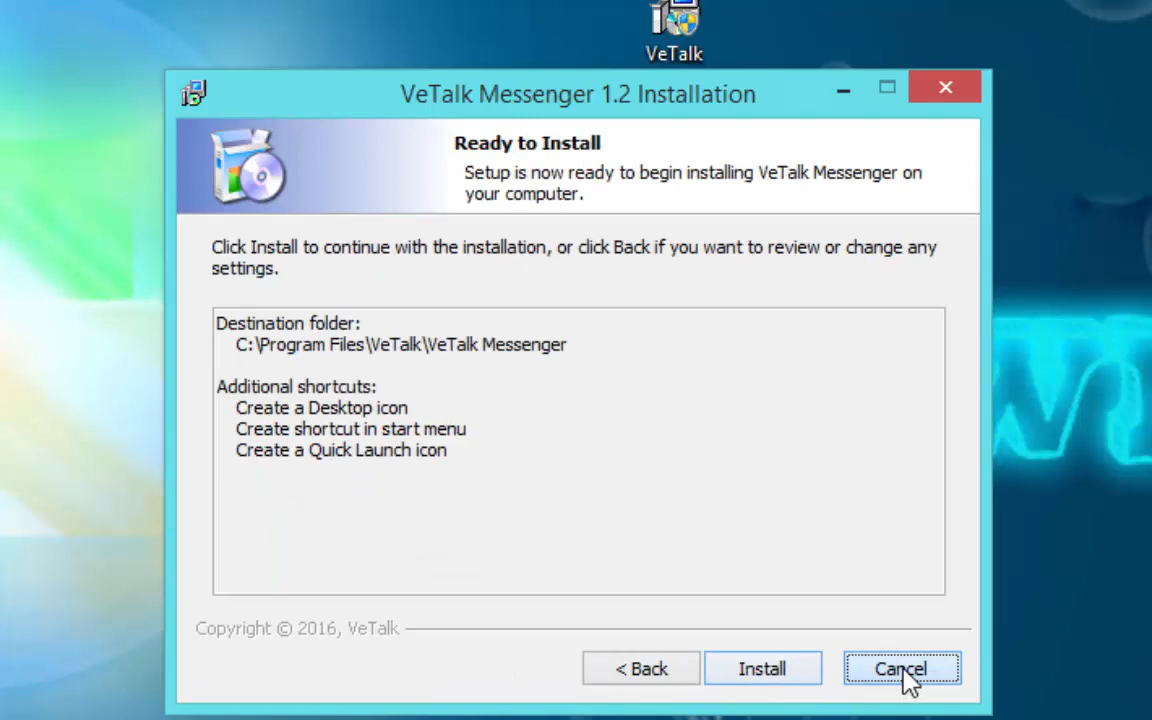 VeTalk
VeTalk Messenger 1.2 Installation
Ready to Install
Setup is now ready to begin installing VeTalk Messenger on
your computer.
Click Install to continue with the installation, or click Back if you want to review or change any
settings.
Destination folder:
C:\Program Files\VeTalk\VeTalk Messenger
Additional shortcuts:
Create a Desktop icon
Create shortcut in start menu
Create a Quick Launch icon
Copyright © 2016, VeTalk
< Back Install Cancel